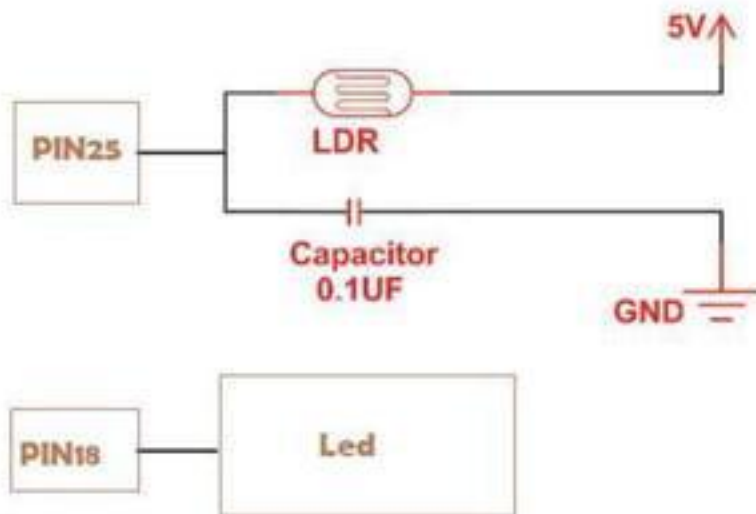 5V
PIN25
LDR
Capacitor
0.1UF
GND
PIN18
Led